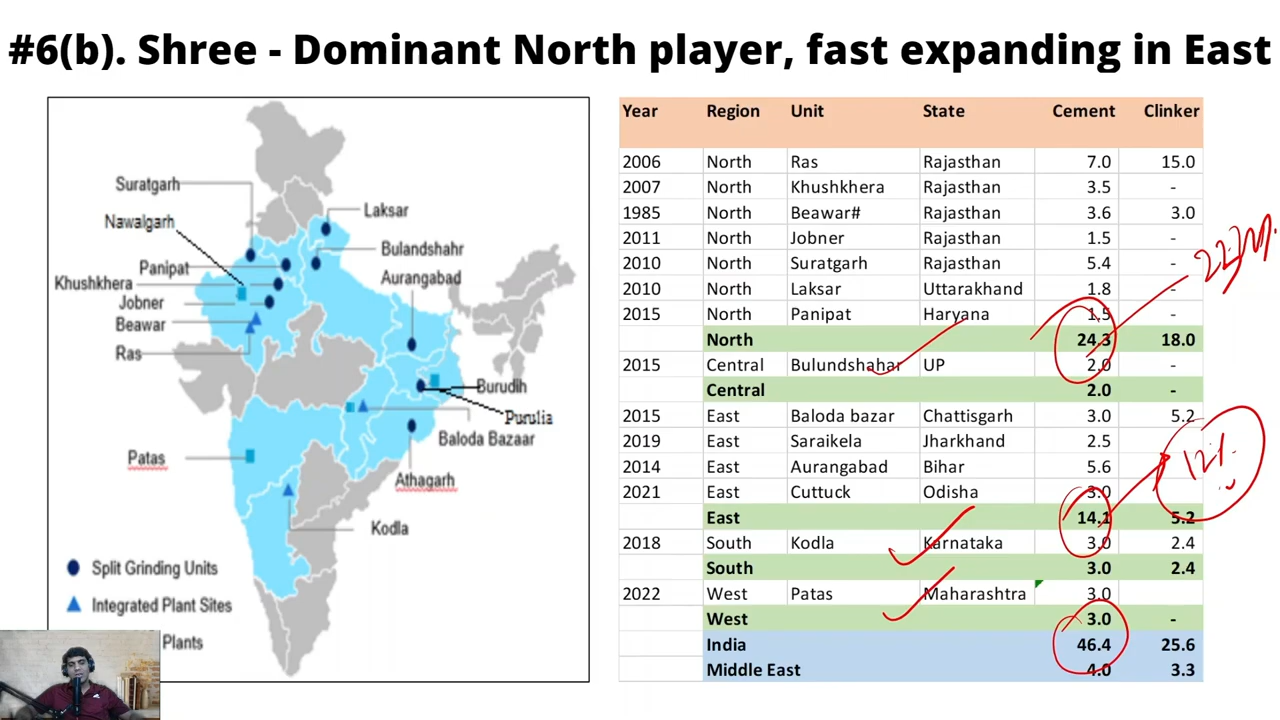 #6(b). Shree - Dominant North player, fast expanding in East
Suratgarh
Nawalgarh
Panipat
Khushkhera
Jobner
Beawar
Ras
Laksar
Bulandshahr
Aurangabad
Burudih
Purulia
Baloda Bazaar
Athagarh
Patas
Kodla
Split Grinding Units
Integrated Plant Sites
Plants
Year Region Unit State Cement Clinker
2006 North Ras Rajasthan 7.0 15.0
2007 North Khushkhera Rajasthan 3.5 -
1985 North Beawar# Rajasthan 3.6 3.0
2011 North Jobner Rajasthan 1.5 -
2010 North Suratgarh Rajasthan 5.4 -
2010 North Laksar Uttarakhand 1.8 -
2015 North Panipat Haryana 1.5 -
North 24.3 18.0
2015 Central Bulundshahar UP 2.0 -
Central 2.0 -
2015 East Baloda bazar Chattisgarh 3.0 5.2
2019 East Saraikela Jharkhand 2.5
2014 East Aurangabad Bihar 5.6
2021 East Cuttuck Odisha 3.0
East 14.1 5.2
2018 South Kodla Karnataka 3.0 2.4
South 3.0 2.4
2022 West Patas Maharashtra 3.0
West 3.0 -
India 46.4 25.6
Middle East 4.0 3.3
12%.